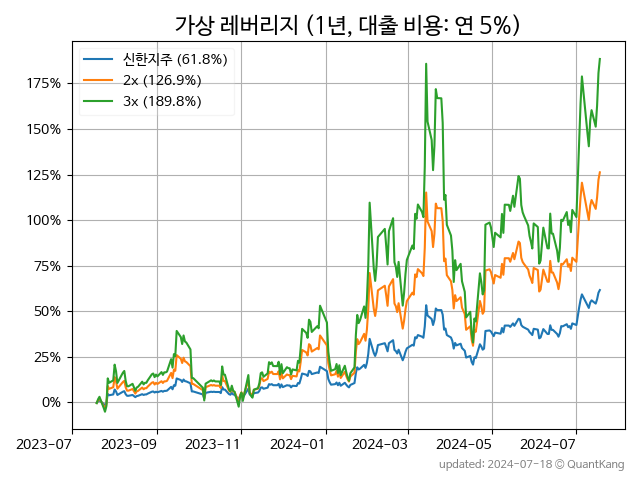 가상 레버리지 (1년, 대출 비용: 연 5%)
신한지주 (61.8%)
2x (126.9%)
3x (189.8%)
175%
150%
125%
100%
75%
50%
25%
0%
2023-07 2023-09 2023-11 2024-01 2024-03 2024-05 2024-07
updated: 2024-07-18 © QuantKang